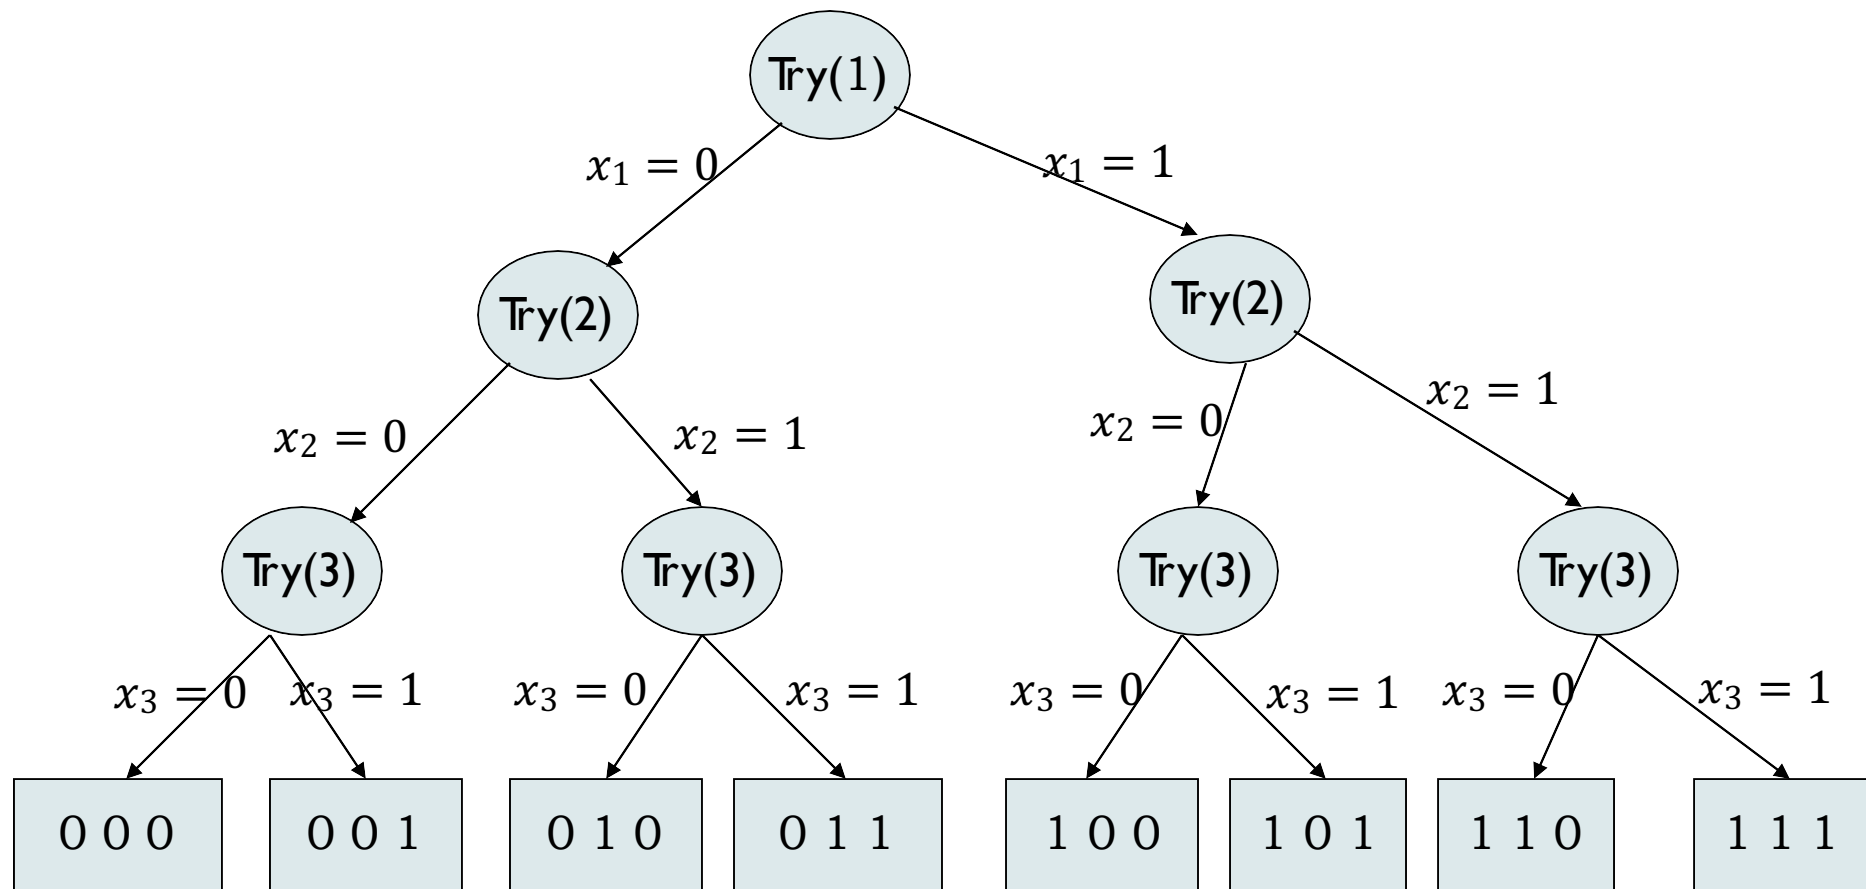 Try(1)
x₁ = 0
x₁ = 1
Try(2)
Try(2)
x₂ = 0
x₂ = 1
x₂ = 0
x₂ = 1
Try(3)
Try(3)
Try(3)
Try(3)
x₃ = 0
x₃ = 1
x₃ = 0
x₃ = 1
x₃ = 0
x₃ = 1
x₃ = 0
x₃ = 1
0 0 0
0 0 1
0 1 0
0 1 1
1 0 0
1 0 1
1 1 0
1 1 1